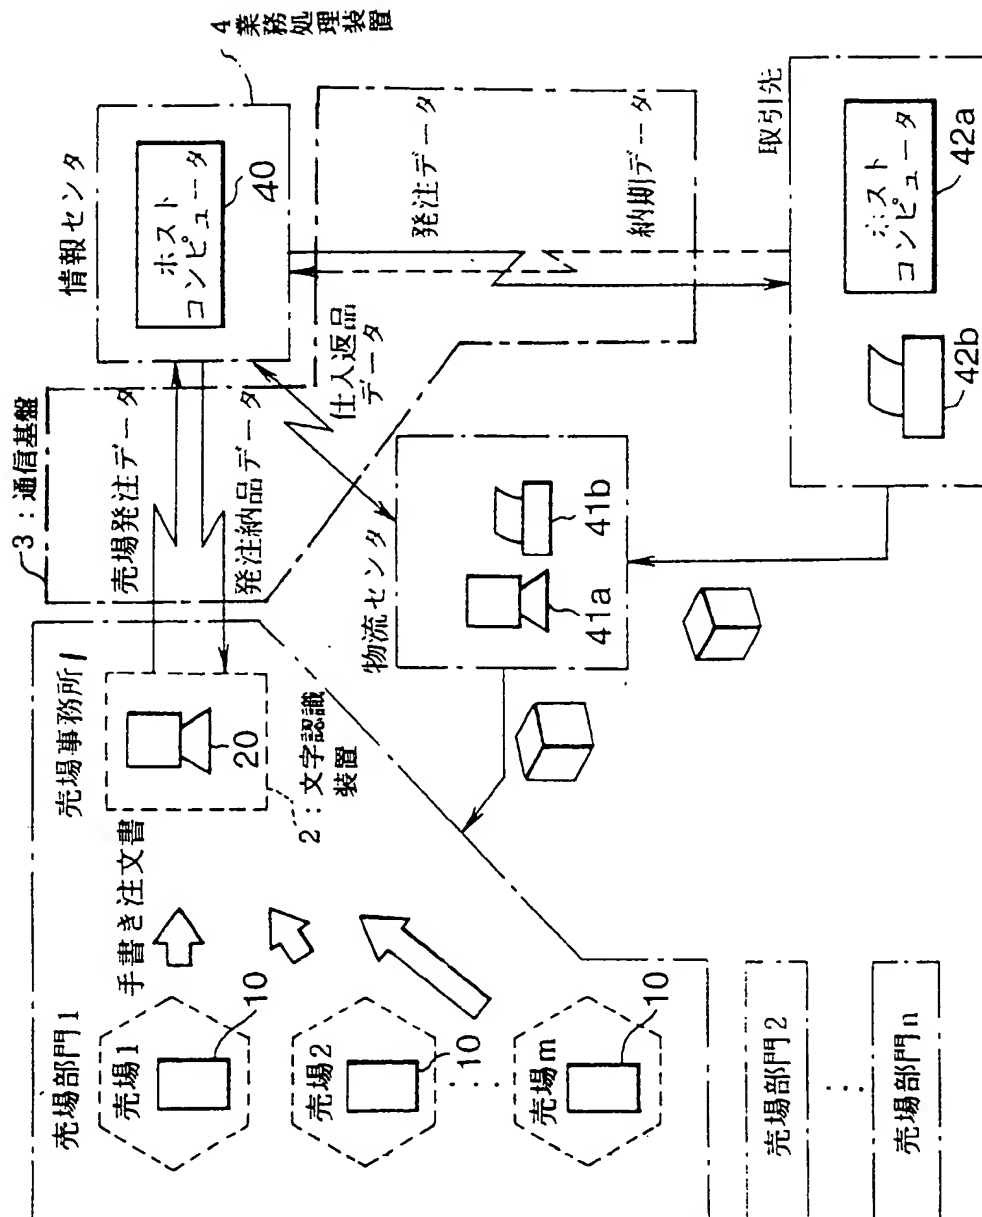 売場部門1
売場1
10
売場2
10
売場m
10
売場部門2
売場部門n
手書き注文書
売場事務所1
20
2：文字認識
装置
3：通信基盤
売場発注データ
発注納品データ
仕入返品
データ
物流センタ
41a
41b
情報センタ
ホスト
コンピュータ
40
4
業務処理装置
発注データ
納期データ
取引先
ホスト
コンピュータ
42a
42b